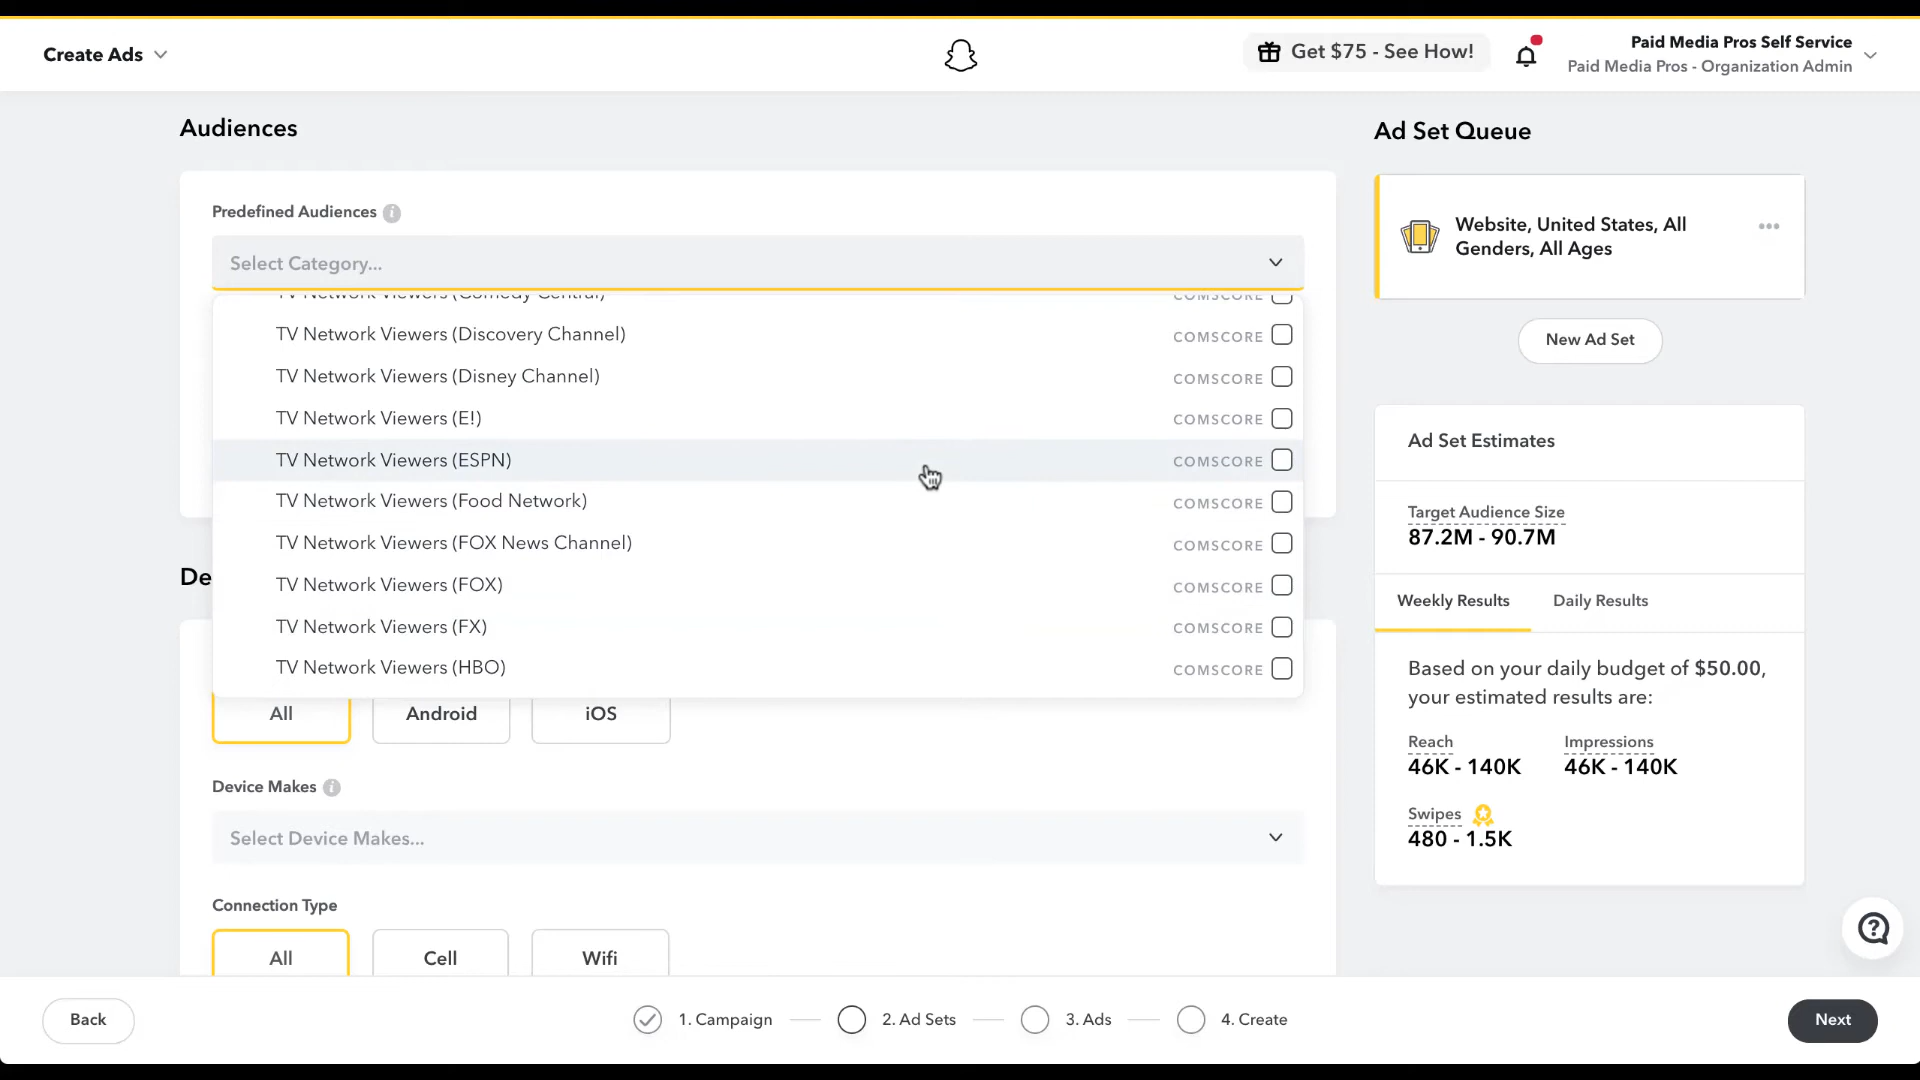 Create Ads
Get $75 - See How!
Paid Media Pros Self Service
Paid Media Pros - Organization Admin
Audiences
Predefined Audiences
Select Category...
TV Network Viewers (Comedy Central) COMSCORE
TV Network Viewers (Discovery Channel) COMSCORE
TV Network Viewers (Disney Channel) COMSCORE
TV Network Viewers (E!) COMSCORE
TV Network Viewers (ESPN) COMSCORE
TV Network Viewers (Food Network) COMSCORE
TV Network Viewers (FOX News Channel) COMSCORE
TV Network Viewers (FOX) COMSCORE
TV Network Viewers (FX) COMSCORE
TV Network Viewers (HBO) COMSCORE
De
All Android iOS
Device Makes
Select Device Makes...
Connection Type
All Cell Wifi
Ad Set Queue
Website, United States, All
Genders, All Ages
New Ad Set
Ad Set Estimates
Target Audience Size
87.2M - 90.7M
Weekly Results Daily Results
Based on your daily budget of $50.00,
your estimated results are:
Reach Impressions
46K - 140K 46K - 140K
Swipes
480 - 1.5K
Back 1. Campaign 2. Ad Sets 3. Ads 4. Create Next